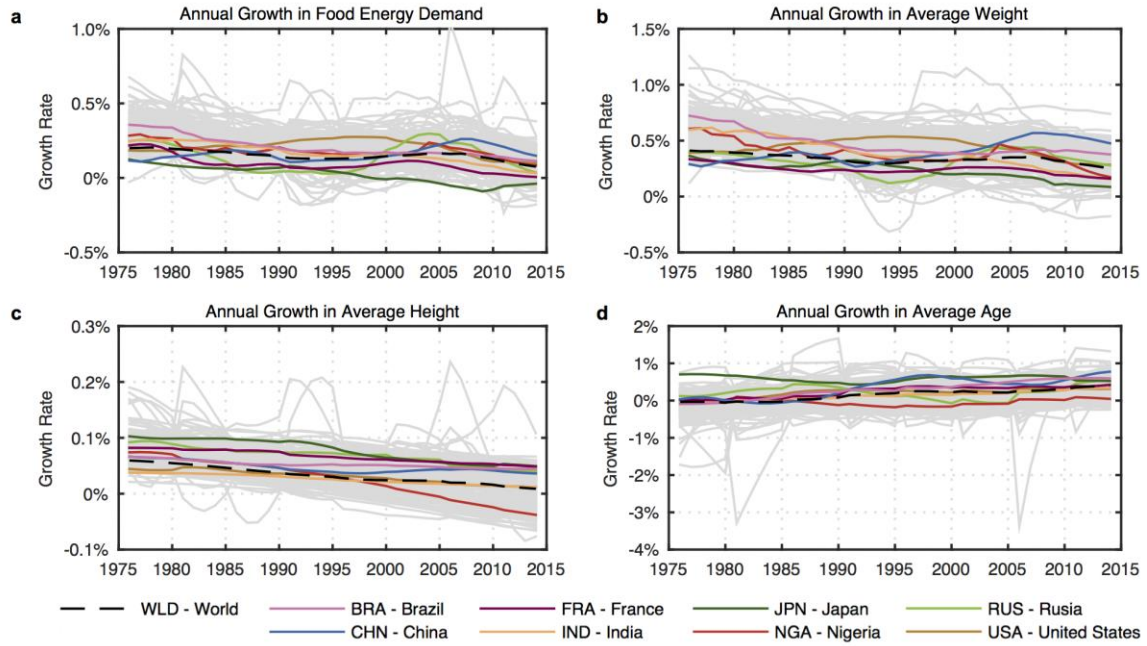 a Annual Growth in Food Energy Demand
1.0%
0.5%
0%
-0.5%
Growth Rate
1975 1980 1985 1990 1995 2000 2005 2010 2015
b Annual Growth in Average Weight
1.5%
1.0%
0.5%
0%
-0.5%
Growth Rate
1975 1980 1985 1990 1995 2000 2005 2010 2015
c Annual Growth in Average Height
0.3%
0.2%
0.1%
0%
-0.1%
Growth Rate
1975 1980 1985 1990 1995 2000 2005 2010 2015
d Annual Growth in Average Age
2%
1%
0%
-1%
-2%
-3%
-4%
Growth Rate
1975 1980 1985 1990 1995 2000 2005 2010 2015
WLD - World BRA - Brazil FRA - France JPN - Japan RUS - Rusia
CHN - China IND - India NGA - Nigeria USA - United States